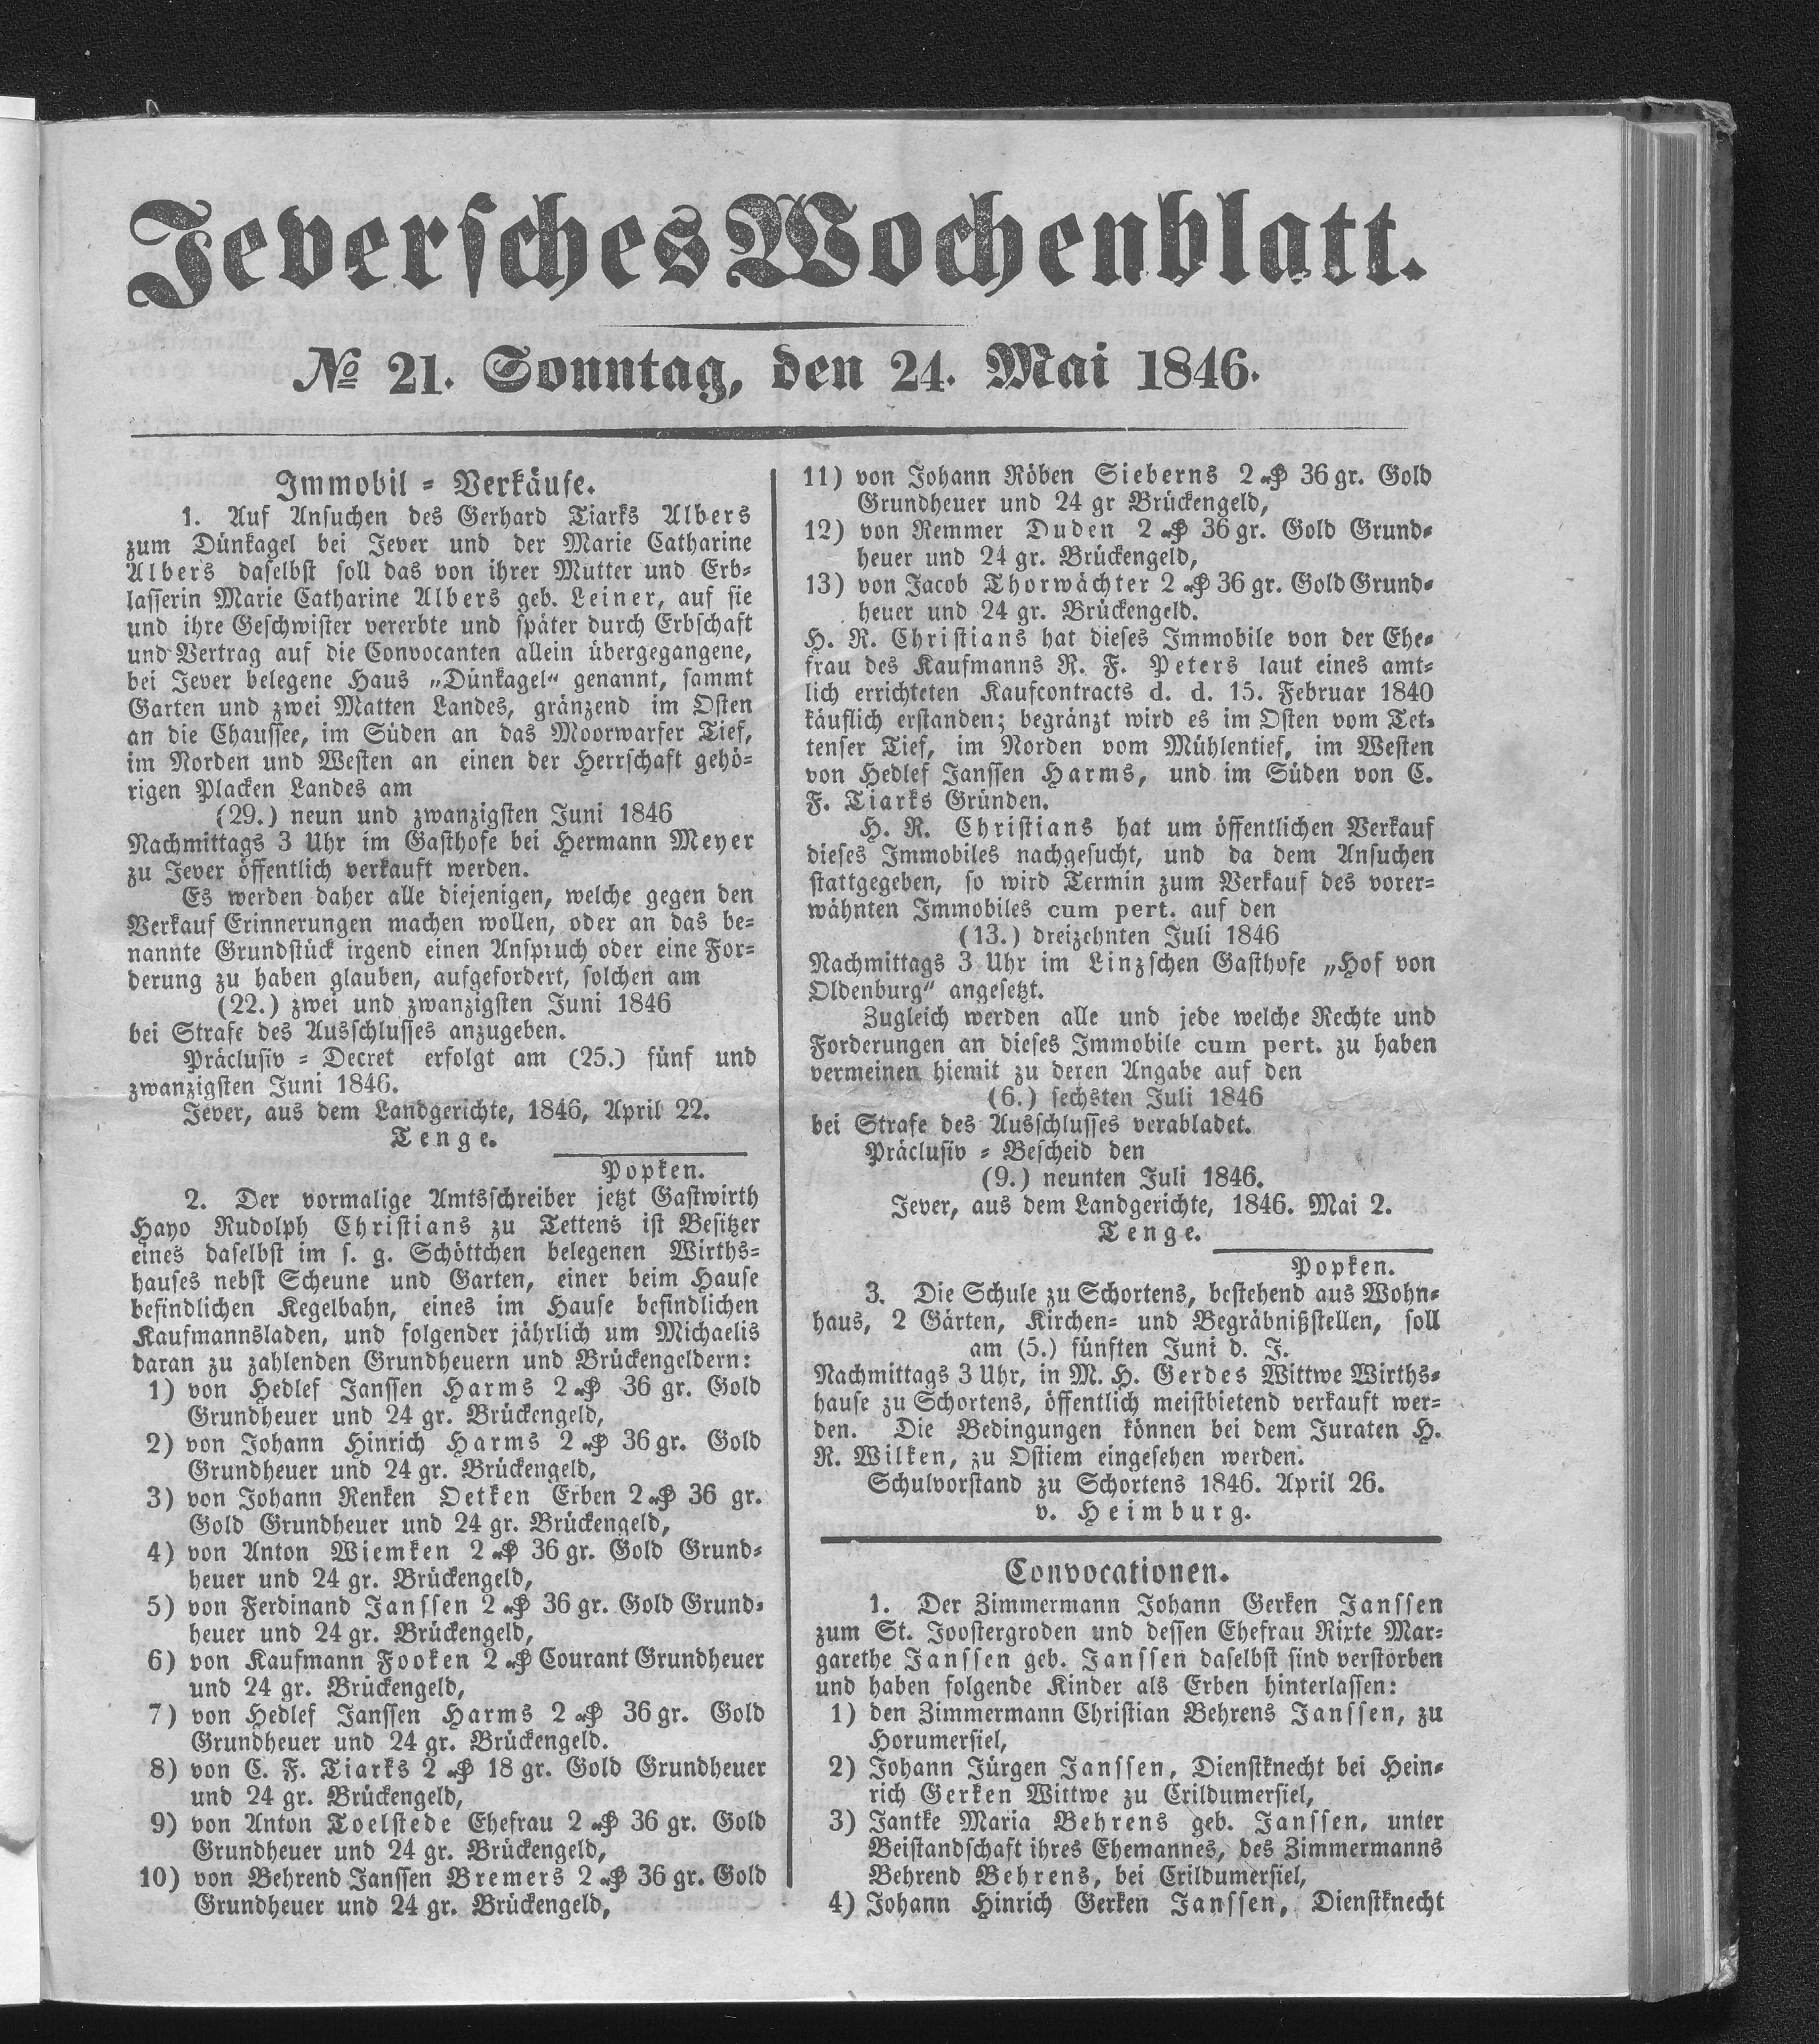 Jeversches Wochenblatt.
№ 21. Sonntag, den 24. Mai 1846.
Immobil = Verkäufe.
1. Auf Ansuchen des Gerhard Tiarks Albers
zum Dünkagel bei Jever und der Marie Catharine
Albers daselbst soll das von ihrer Mutter und Erb=
lasserin Marie Catharine Albers geb. Leiner, auf sie
und ihre Geschwister vererbte und später durch Erbschaft
und Vertrag auf die Convocanten allein übergegangene,
bei Jever belegene Haus „Dünkagel“ genannt, sammt
Garten und zwei Matten Landes, gränzend im Osten
an die Chaussee, im Süden an das Moorwarfer Tief,
im Norden und Westen an einen der Herrschaft gehö=
rigen Placken Landes am
(29.) neun und zwanzigsten Juni 1846
Nachmittags 3 Uhr im Gasthofe bei Hermann Meyer
zu Jever öffentlich verkauft werden.
Es werden daher alle diejenigen, welche gegen den
Verkauf Erinnerungen machen wollen, oder an das be=
nannte Grundstück irgend einen Anspruch oder eine For=
derung zu haben glauben, aufgefordert, solchen am
(22.) zwei und zwanzigsten Juni 1846
bei Strafe des Ausschlusses anzugeben.
Präclusiv = Decret erfolgt am (25.) fünf und
zwanzigsten Juni 1846.
Jever, aus dem Landgerichte, 1846, April 22.
Tenge.
Popken.
2. Der vormalige Amtsschreiber jetzt Gastwirth
Hayo Rudolph Christians zu Tettens ist Besitzer
eines daselbst im s. g. Schöttchen belegenen Wirths=
hauses nebst Scheune und Garten, einer beim Hause
befindlichen Kegelbahn, eines im Hause befindlichen
Kaufmannsladen, und folgender jährlich um Michaelis
daran zu zahlenden Grundheuern und Brückengeldern:
1) von Hedlef Janssen Harms 2 ₰ 36 gr. Gold
Grundheuer und 24 gr. Brückengeld,
2) von Johann Hinrich Harms 2 ₰ 36 gr. Gold
Grundheuer und 24 gr. Brückengeld,
3) von Johann Renken Oetken Erben 2 ₰ 36 gr.
Gold Grundheuer und 24 gr. Brückengeld,
4) von Anton Wiemken 2 ₰ 36 gr. Gold Grund=
heuer und 24 gr. Brückengeld,
5) von Ferdinand Janssen 2 ₰ 36 gr. Gold Grund=
heuer und 24 gr. Brückengeld,
6) von Kaufmann Fooken 2 ₰ Courant Grundheuer
und 24 gr. Brückengeld,
7) von Hedlef Janssen Harms 2 ₰ 36 gr. Gold
Grundheuer und 24 gr. Brückengeld.
8) von C. F. Tiarks 2 ₰ 18 gr. Gold Grundheuer
und 24 gr. Brückengeld,
9) von Anton Toelstede Ehefrau 2 ₰ 36 gr. Gold
Grundheuer und 24 gr. Brückengeld,
10) von Behrend Janssen Bremers 2 ₰ 36 gr. Gold
Grundheuer und 24 gr. Brückengeld,
11) von Johann Röben Sieberns 2 ₰ 36 gr. Gold
Grundheuer und 24 gr Brückengeld,
12) von Remmer Duden 2 ₰ 36 gr. Gold Grund=
heuer und 24 gr. Brückengeld,
13) von Jacob Thorwächter 2 ₰ 36 gr. Gold Grund=
heuer und 24 gr. Brückengeld.
H. R. Christians hat dieses Immobile von der Ehe=
frau des Kaufmanns R. F. Peters laut eines amt=
lich errichteten Kaufcontracts d. d. 15. Februar 1840
käuflich erstanden; begränzt wird es im Osten vom Tet=
tenser Tief, im Norden vom Mühlentief, im Westen
von Hedlef Janssen Harms, und im Süden von C.
F. Tiarks Gründen.
H. R. Christians hat um öffentlichen Verkauf
dieses Immobiles nachgesucht, und da dem Ansuchen
stattgegeben, so wird Termin zum Verkauf des vorer=
wähnten Immobiles cum pert. auf den
(13.) dreizehnten Juli 1846
Nachmittags 3 Uhr im Linzschen Gasthofe „Hof von
Oldenburg“ angesetzt.
Zugleich werden alle und jede welche Rechte und
Forderungen an dieses Immobile cum pert. zu haben
vermeinen hiemit zu deren Angabe auf den
(6.) sechsten Juli 1846
bei Strafe des Ausschlusses verabladet.
Präclusiv = Bescheid den
(9.) neunten Juli 1846.
Jever, aus dem Landgerichte, 1846. Mai 2.
Tenge.
Popken.
3. Die Schule zu Schortens, bestehend aus Wohn=
haus, 2 Gärten, Kirchen= und Begräbnißstellen, soll
am (5.) fünften Juni d. J.
Nachmittags 3 Uhr, in M. H. Gerdes Wittwe Wirths=
hause zu Schortens, öffentlich meistbietend verkauft wer=
den. Die Bedingungen können bei dem Juraten H.
R. Wilken, zu Ostiem eingesehen werden.
Schulvorstand zu Schortens 1846. April 26.
v. Heimburg.
Convocationen.
1. Der Zimmermann Johann Gerken Janssen
zum St. Joostergroden und dessen Ehefrau Rixte Mar=
garethe Janssen geb. Janssen daselbst sind verstorben
und haben folgende Kinder als Erben hinterlassen:
1) den Zimmermann Christian Behrens Janssen, zu
Horumersiel,
2) Johann Jürgen Janssen, Dienstknecht bei Hein=
rich Gerken Wittwe zu Crildumersiel,
3) Jantke Maria Behrens geb. Janssen, unter
Beistandschaft ihres Ehemannes, des Zimmermanns
Behrend Behrens, bei Crildumersiel,
4) Johann Hinrich Gerken Janssen, Dienstknecht